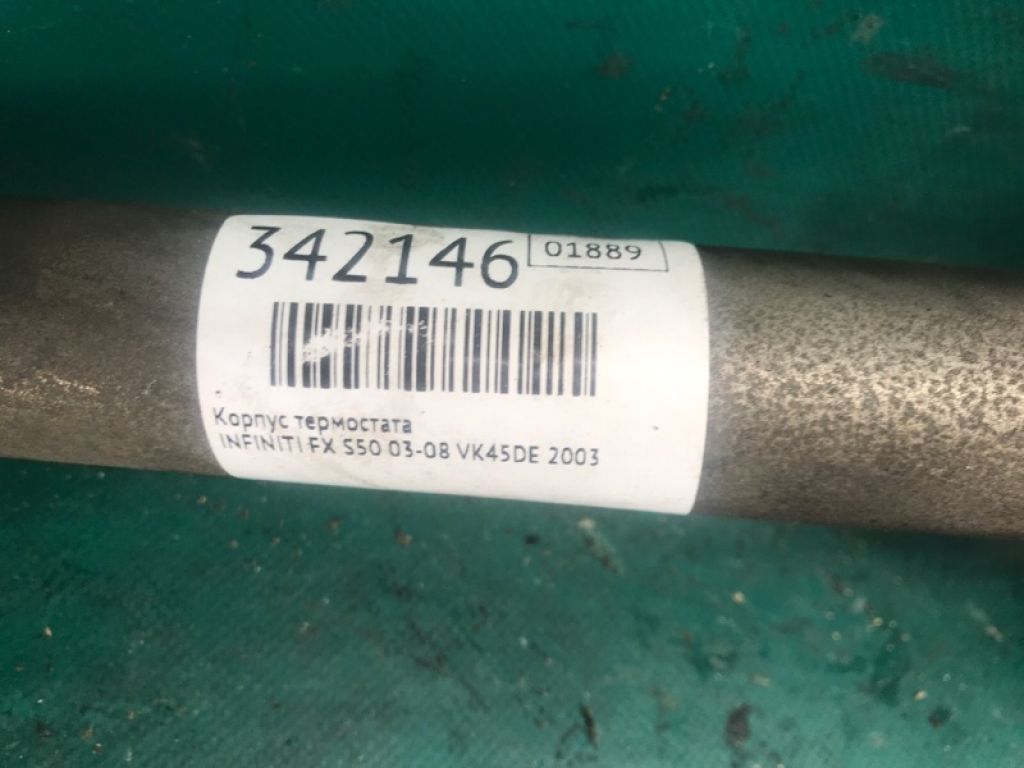 342146
01889
Корпус термостата
INFINITI FX S50 03-08 VK45DE 2003